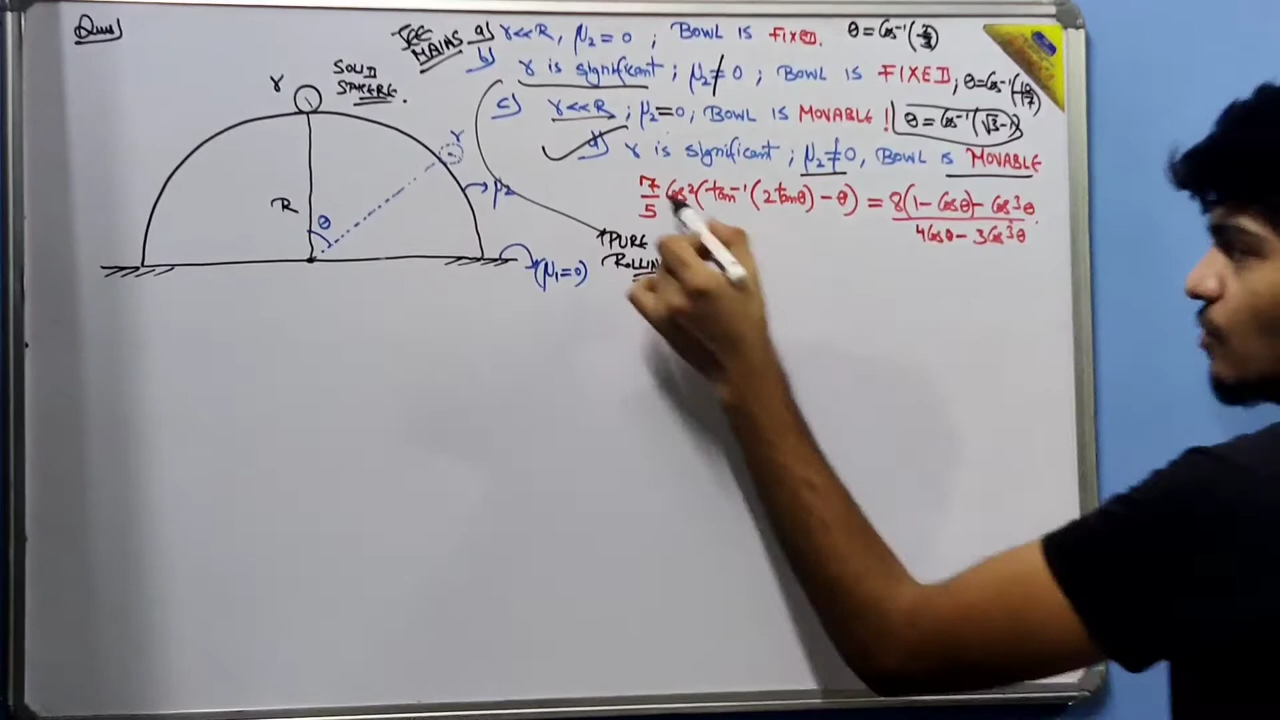 Ques
JEE MAINS
a) r<<R, μ₂ = 0 ; BOWL IS FIXED. θ = Cos⁻¹(2/3)
b) r is significant ; μ₂ ≠ 0 ; BOWL IS FIXED, θ = Cos⁻¹(10/17)
c) r<<R ; μ₂ = 0; BOWL IS MOVABLE ! θ = Cos⁻¹(√3-1)
d) r is significant ; μ₂ ≠ 0, BOWL IS MOVABLE
7/5 Cos²(tan⁻¹(2tanθ) - θ) = 8(1 - Cosθ) - Cos³θ / 4Cosθ - 3Cos³θ
PURE
ROLLIN
r
SOLID
SPHERE.
r
R
θ
μ₂
(μ₁=0)